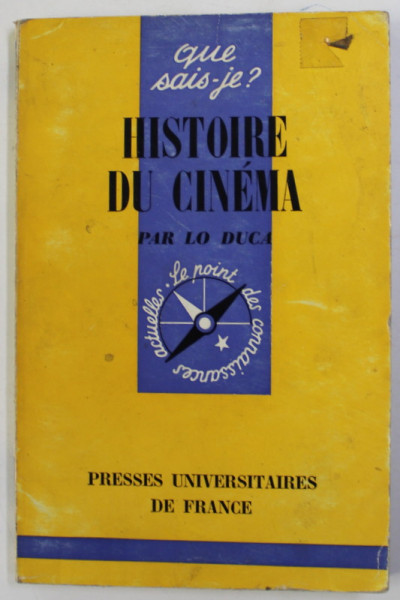 que
sais-je?
HISTOIRE
DU CINÉMA
PAR LO DUCA
Le point des connaissances actuelles.
PRESSES UNIVERSITAIRES
DE FRANCE